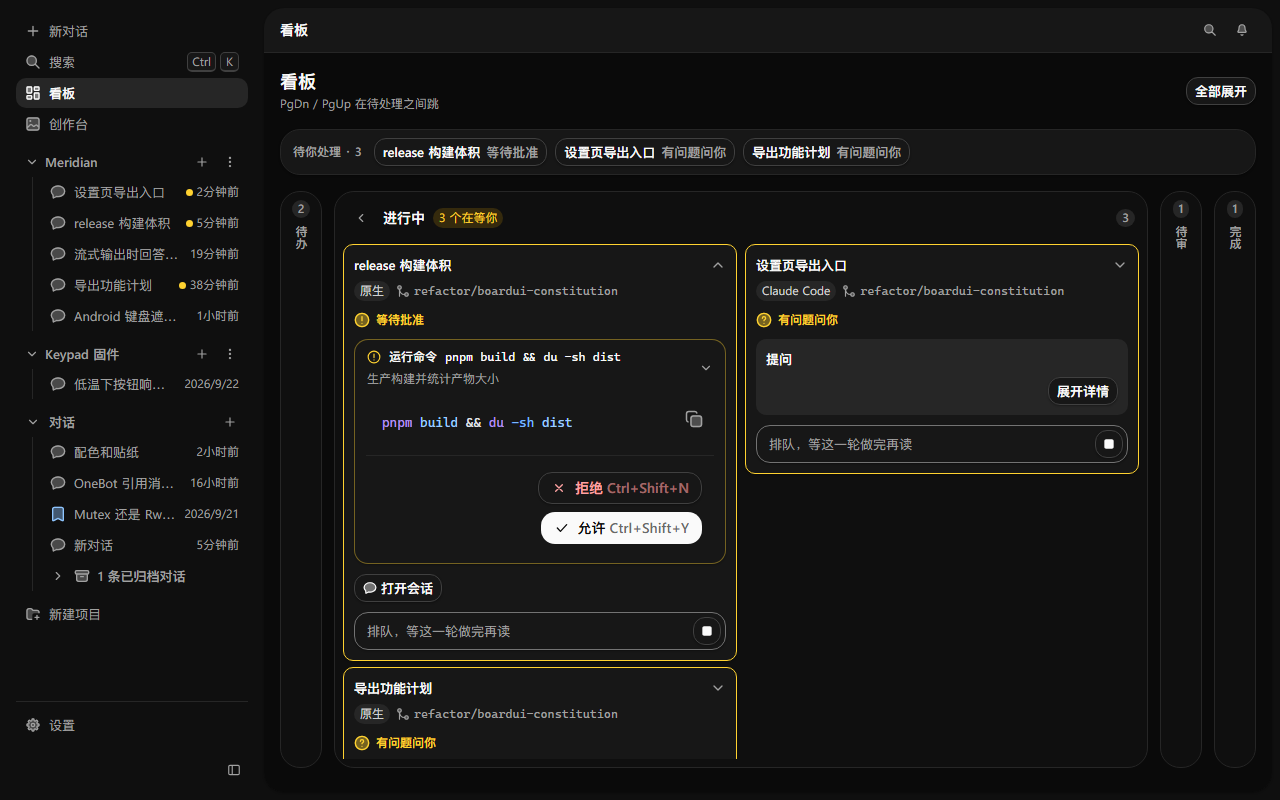 新对话
搜索 Ctrl K
看板
创作台
Meridian
设置页导出入口 2分钟前
release 构建体积 5分钟前
流式输出时回答… 19分钟前
导出功能计划 38分钟前
Android 键盘遮… 1小时前
Keypad 固件
低温下按钮响… 2026/9/22
对话
配色和贴纸 2小时前
OneBot 引用消… 16小时前
Mutex 还是 Rw… 2026/9/21
新对话 5分钟前
1 条已归档对话
新建项目
设置
看板
看板
PgDn / PgUp 在待处理之间跳
全部展开
待你处理 · 3 release 构建体积 等待批准 设置页导出入口 有问题问你 导出功能计划 有问题问你
2 待办
进行中 3 个在等你 3
release 构建体积
原生 refactor/boardui-constitution
等待批准
运行命令 pnpm build && du -sh dist
生产构建并统计产物大小
pnpm build && du -sh dist
拒绝 Ctrl+Shift+N
允许 Ctrl+Shift+Y
打开会话
排队，等这一轮做完再读
导出功能计划
原生 refactor/boardui-constitution
有问题问你
设置页导出入口
Claude Code refactor/boardui-constitution
有问题问你
提问
展开详情
排队，等这一轮做完再读
1 待审
1 完成